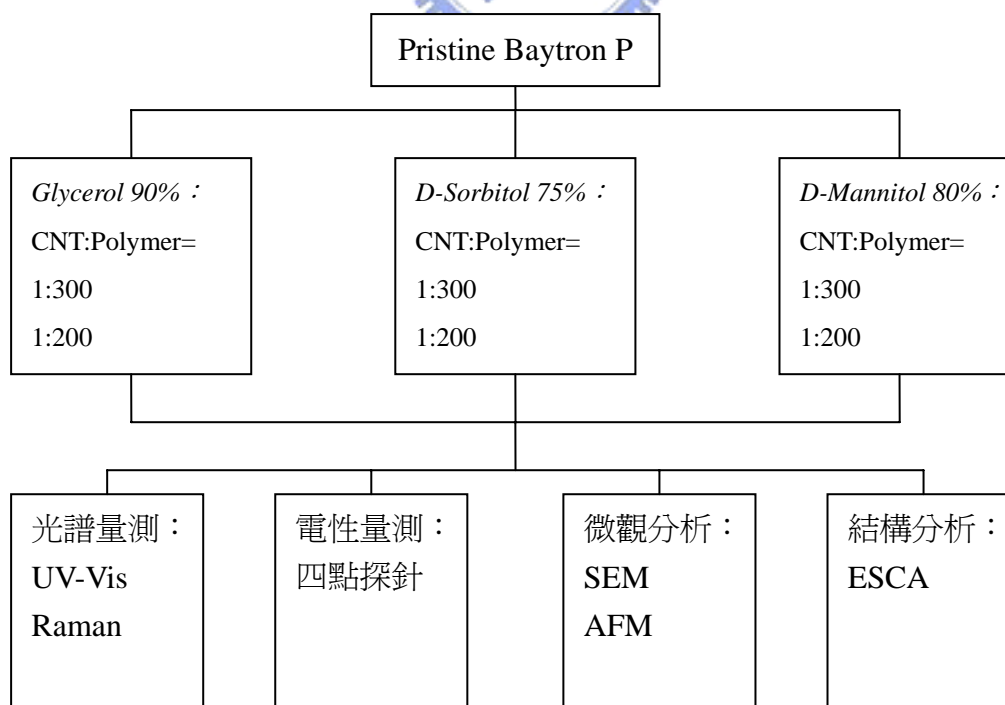 Pristine Baytron P
Glycerol 90%：
CNT:Polymer=
1:300
1:200
D-Sorbitol 75%：
CNT:Polymer=
1:300
1:200
D-Mannitol 80%：
CNT:Polymer=
1:300
1:200
光譜量測：
UV-Vis
Raman
電性量測：
四點探針
微觀分析：
SEM
AFM
結構分析：
ESCA